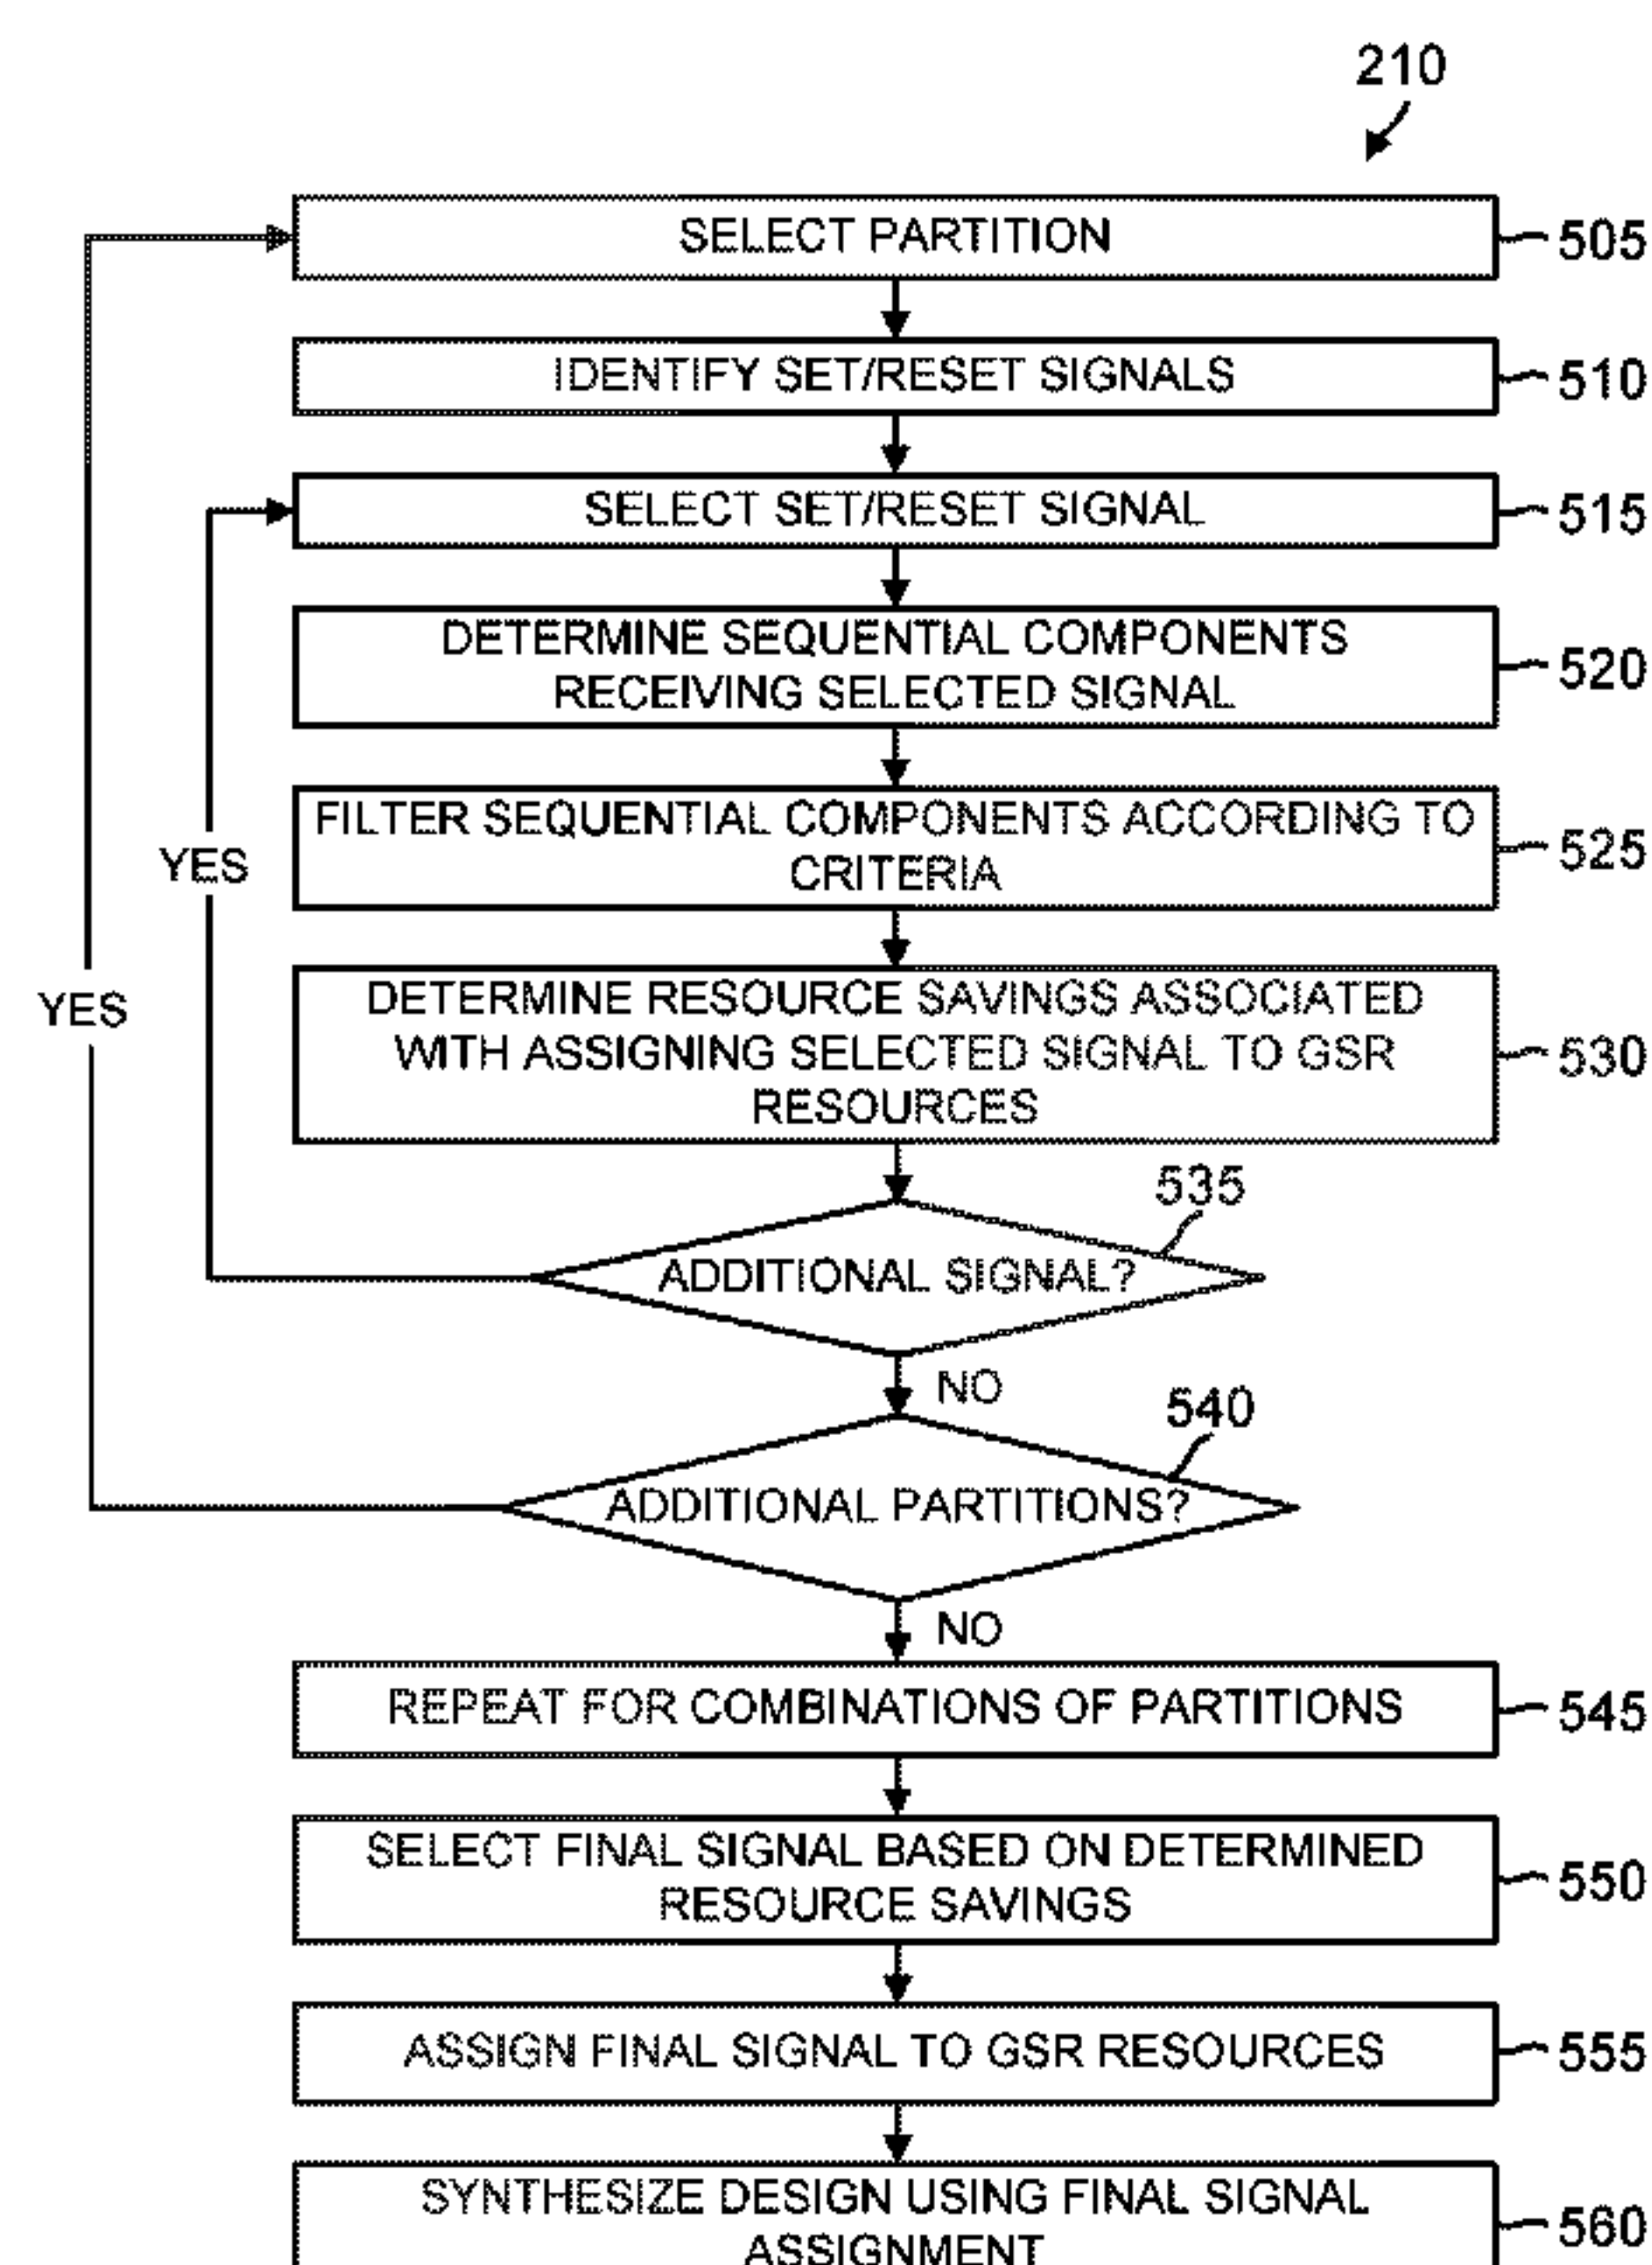 210
SELECT PARTITION
505
IDENTIFY SET/RESET SIGNALS
510
SELECT SET/RESET SIGNAL
515
DETERMINE SEQUENTIAL COMPONENTS
RECEIVING SELECTED SIGNAL
520
FILTER SEQUENTIAL COMPONENTS ACCORDING TO
CRITERIA
525
YES
DETERMINE RESOURCE SAVINGS ASSOCIATED
WITH ASSIGNING SELECTED SIGNAL TO GSR
RESOURCES
530
YES
535
ADDITIONAL SIGNAL?
NO
540
ADDITIONAL PARTITIONS?
NO
REPEAT FOR COMBINATIONS OF PARTITIONS
545
SELECT FINAL SIGNAL BASED ON DETERMINED
RESOURCE SAVINGS
550
ASSIGN FINAL SIGNAL TO GSR RESOURCES
555
SYNTHESIZE DESIGN USING FINAL SIGNAL
ASSIGNMENT
560